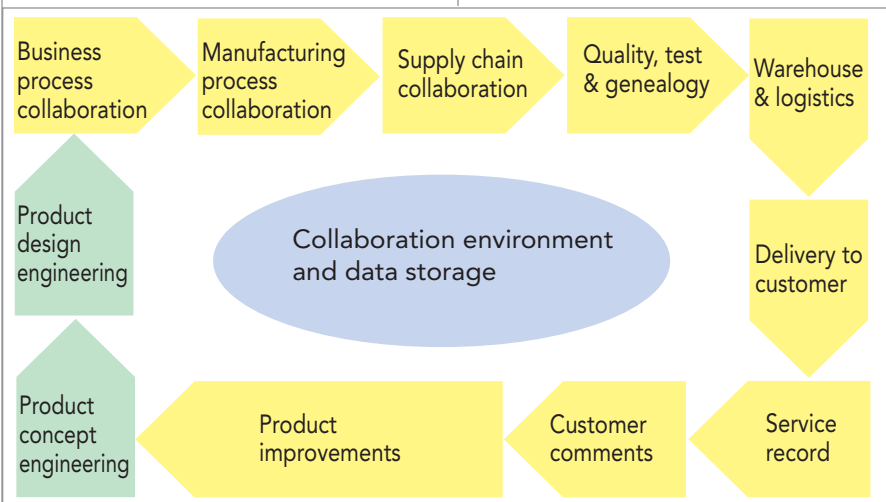 Business
process
collaboration
Manufacturing
process
collaboration
Supply chain
collaboration
Quality, test
& genealogy
Warehouse
& logistics
Product
design
engineering
Collaboration environment
and data storage
Delivery to
customer
Product
concept
engineering
Product
improvements
Customer
comments
Service
record